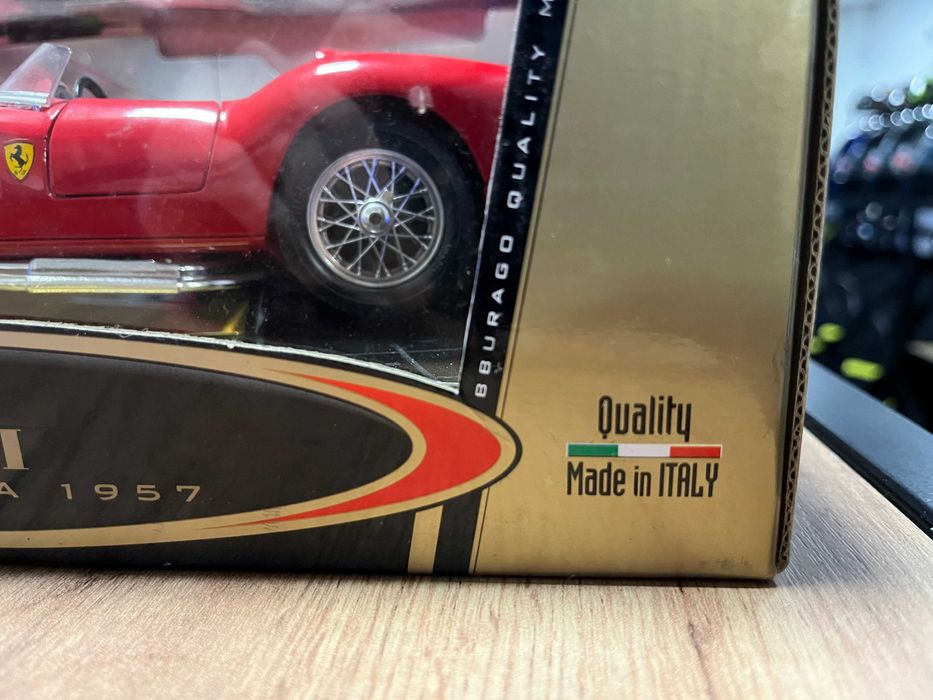 BBURAGO QUALITY M
Quality
Made in ITALY
I
A 1957